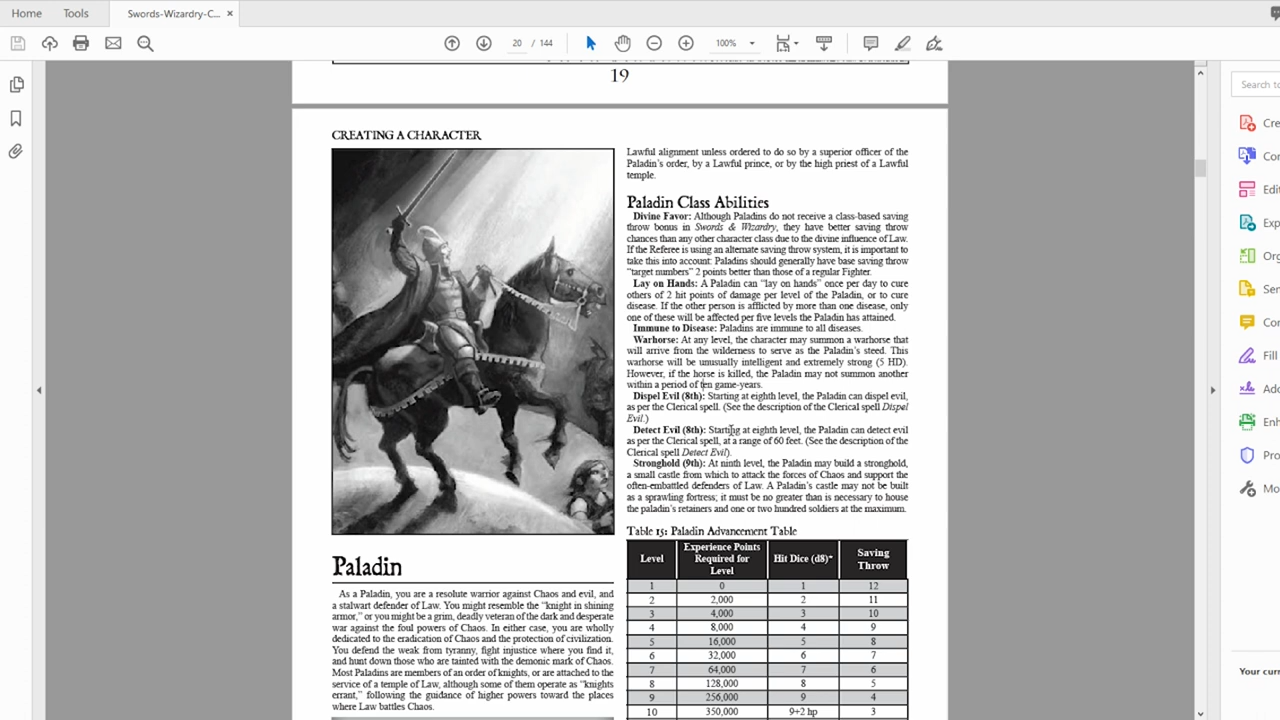 Home
Tools
Swords-Wizardry-C...
20 / 144
100%
Search to
19
CREATING A CHARACTER
Paladin
As a Paladin, you are a resolute warrior against Chaos and evil, and
a stalwart defender of Law. You might resemble the “knight in shining
armor,” or you might be a grim, deadly veteran of the dark and desperate
war against the foul powers of Chaos. In either case, you are wholly
dedicated to the eradication of Chaos and the protection of civilization.
You defend the weak from tyranny, fight injustice where you find it,
and hunt down those who are tainted with the demonic mark of Chaos.
Most Paladins are members of an order of knights, or are attached to the
service of a temple of Law, although some of them operate as “knights
errant,” following the guidance of higher powers toward the places
where Law battles Chaos.
Lawful alignment unless ordered to do so by a superior officer of the
Paladin’s order, by a Lawful prince, or by the high priest of a Lawful
temple.
Paladin Class Abilities
Divine Favor: Although Paladins do not receive a class-based saving
throw bonus in Swords & Wizardry, they have better saving throw
chances than any other character class due to the divine influence of Law.
If the Referee is using an alternate saving throw system, it is important to
take this into account: Paladins should generally have base saving throw
“target numbers” 2 points better than those of a regular Fighter.
Lay on Hands: A Paladin can “lay on hands” once per day to cure
others of 2 hit points of damage per level of the Paladin, or to cure
disease. If the other person is afflicted by more than one disease, only
one of these will be affected per five levels the Paladin has attained.
Immune to Disease: Paladins are immune to all diseases.
Warhorse: At any level, the character may summon a warhorse that
will arrive from the wilderness to serve as the Paladin’s steed. This
warhorse will be unusually intelligent and extremely strong (5 HD).
However, if the horse is killed, the Paladin may not summon another
within a period of ten game-years.
Dispel Evil (8th): Starting at eighth level, the Paladin can dispel evil,
as per the Clerical spell. (See the description of the Clerical spell Dispel
Evil.)
Detect Evil (8th): Starting at eighth level, the Paladin can detect evil
as per the Clerical spell, at a range of 60 feet. (See the description of the
Clerical spell Detect Evil).
Stronghold (9th): At ninth level, the Paladin may build a stronghold,
a small castle from which to attack the forces of Chaos and support the
often-embattled defenders of Law. A Paladin’s castle may not be built
as a sprawling fortress; it must be no greater than is necessary to house
the paladin’s retainers and one or two hundred soldiers at the maximum.
Table 15: Paladin Advancement Table
Level Experience Points Required for Level Hit Dice (d8)* Saving Throw
1 0 1 12
2 2,000 2 11
3 4,000 3 10
4 8,000 4 9
5 16,000 5 8
6 32,000 6 7
7 64,000 7 6
8 128,000 8 5
9 256,000 9 4
10 350,000 9+2 hp 3
Cre
Con
Edit
Exp
Org
Sen
Con
Fill
Add
Enh
Pro
Mo
Your curr